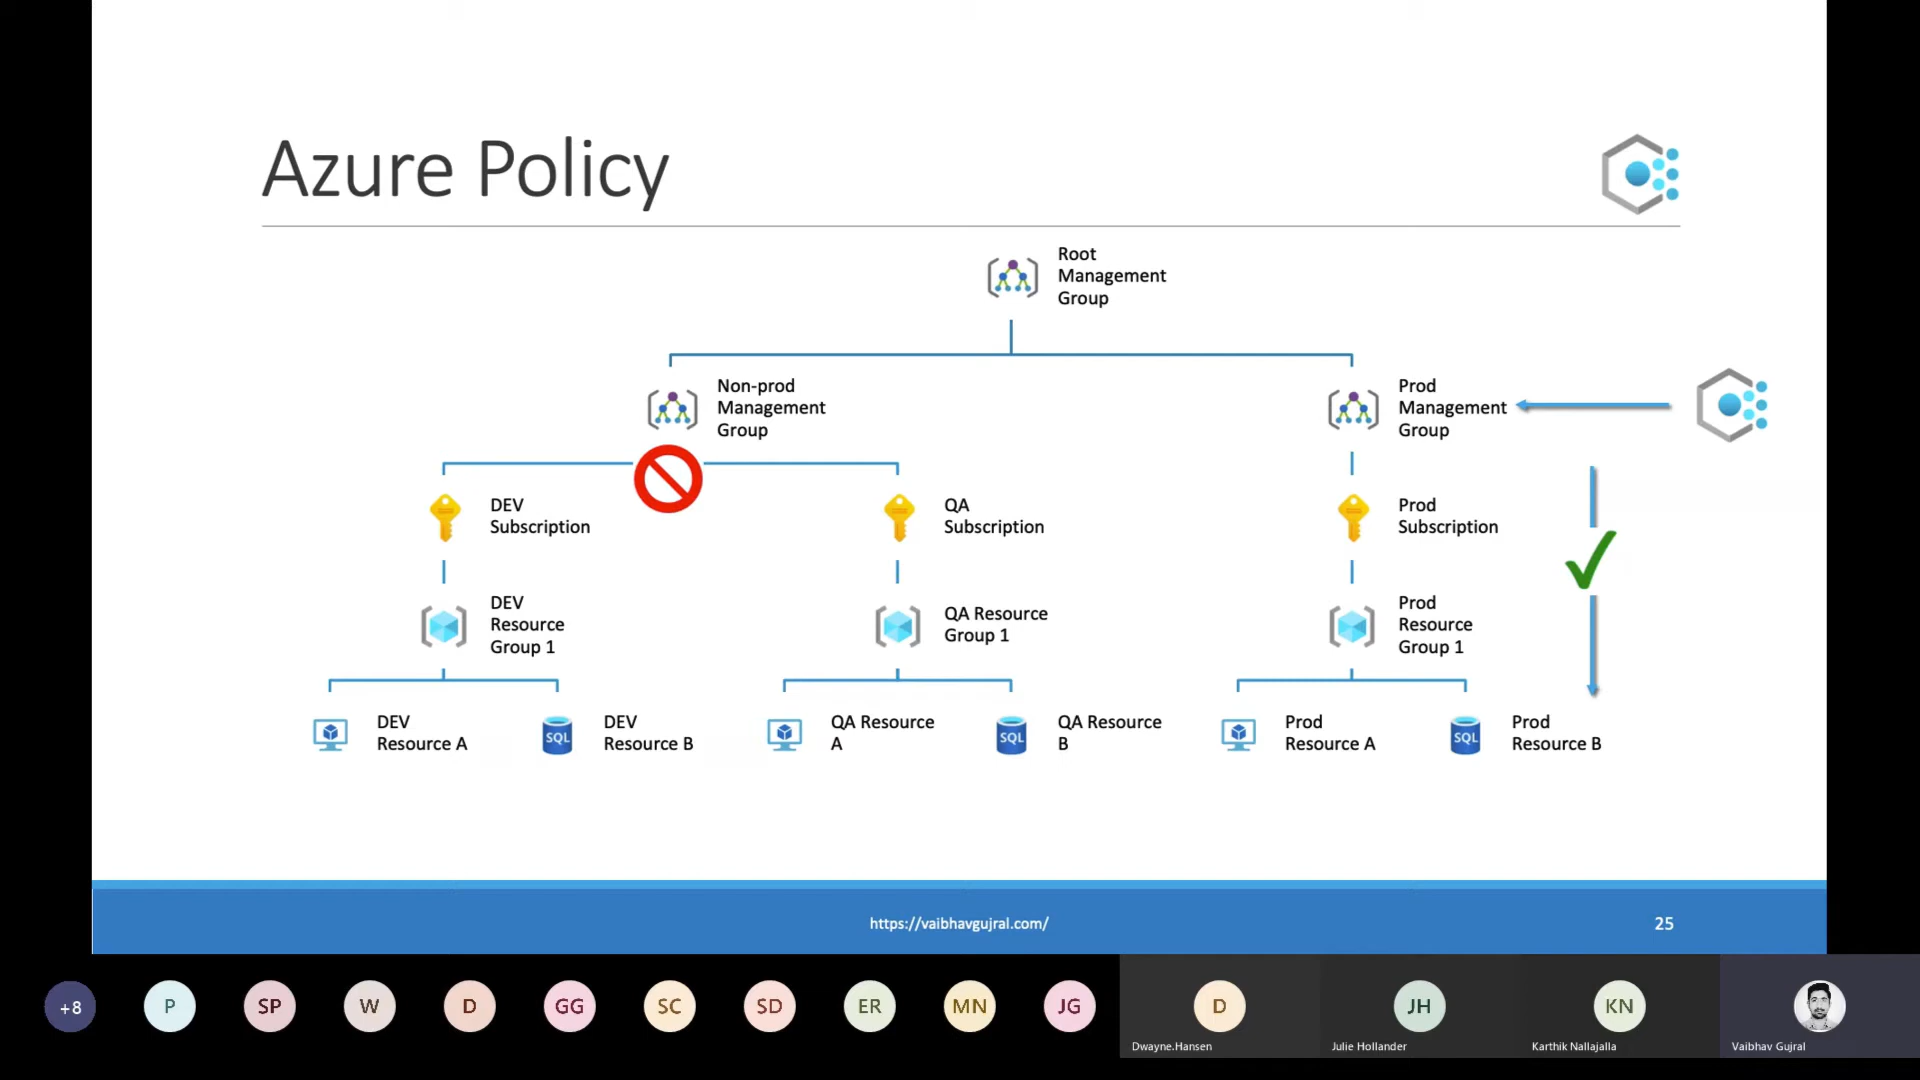 Azure Policy
Root
Management
Group
Non-prod
Management
Group
Prod
Management
Group
DEV
Subscription
QA
Subscription
Prod
Subscription
DEV
Resource
Group 1
QA Resource
Group 1
Prod
Resource
Group 1
DEV
Resource A
SQL
DEV
Resource B
QA Resource
A
SQL
QA Resource
B
Prod
Resource A
SQL
Prod
Resource B
https://vaibhavgujral.com/
25
+8
P
SP
W
D
GG
SC
SD
ER
MN
JG
D
Dwayne.Hansen
JH
Julie Hollander
KN
Karthik Nallajalla
Vaibhav Gujral